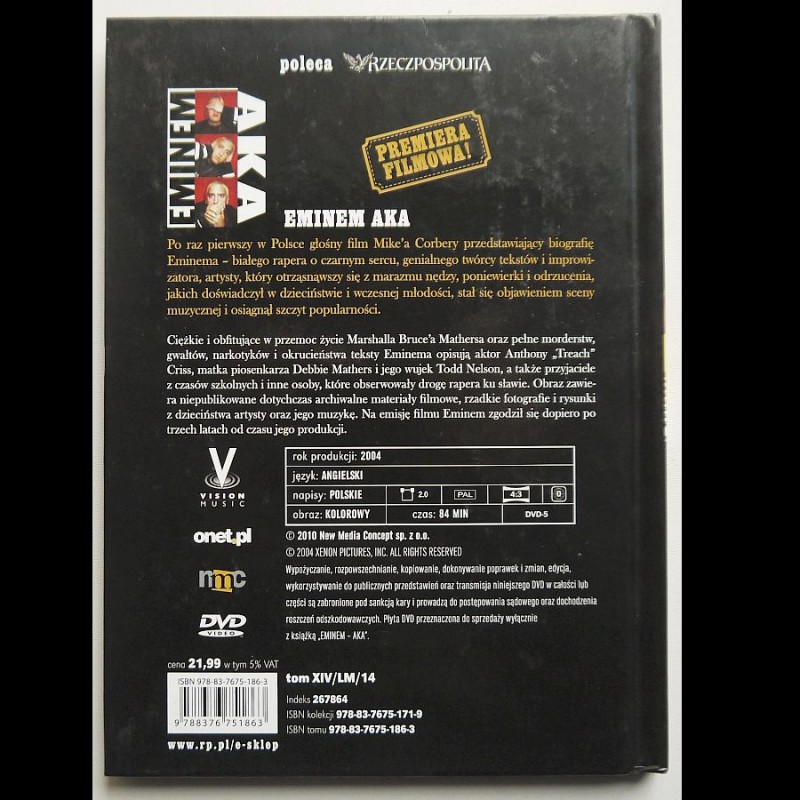 poleca RZECZPOSPOLITA
EMINEM
AKA
PREMIERA
FILMOWA!
EMINEM AKA
Po raz pierwszy w Polsce głośny film Mike'a Corbery przedstawiający biografię
Eminema – białego rapera o czarnym sercu, genialnego twórcy tekstów i improwi-
zatora, artysty, który otrząsnąwszy się z marazmu nędzy, poniewierki i odrzucenia,
jakich doświadczył w dzieciństwie i wczesnej młodości, stał się objawieniem sceny
muzycznej i osiągnął szczyt popularności.
Ciężkie i obfitujące w przemoc życie Marshalla Bruce'a Mathersa oraz pełne morderstw,
gwałtów, narkotyków i okrucieństwa teksty Eminema opisują aktor Anthony „Treach”
Criss, matka piosenkarza Debbie Mathers i jego wujek Todd Nelson, a także przyjaciele
z czasów szkolnych i inne osoby, które obserwowały drogę rapera ku sławie. Obraz zawie-
ra niepublikowane dotychczas archiwalne materiały filmowe, rzadkie fotografie i rysunki
z dzieciństwa artysty oraz jego muzykę. Na emisję filmu Eminem zgodził się dopiero po
trzech latach od czasu jego produkcji.
VISION
MUSIC
onet.pl
nmc
DVD
VIDEO
rok produkcji: 2004
język: ANGIELSKI
napisy: POLSKIE 2.0 PAL 4:3 0
obraz: KOLOROWY czas: 84 MIN DVD-5
© 2010 New Media Concept sp. z o.o.
© 2004 XENON PICTURES, INC. ALL RIGHTS RESERVED
Wypożyczanie, rozpowszechnianie, kopiowanie, dokonywanie poprawek i zmian, edycja,
wykorzystywanie do publicznych przedstawień oraz transmisja niniejszego DVD w całości lub
części są zabronione pod sankcją kary i prowadzą do postępowania sądowego oraz dochodzenia
roszczeń odszkodowawczych. Płyta DVD przeznaczona do sprzedaży wyłącznie
z książką „EMINEM – AKA”.
cena 21,99 w tym 5% VAT
ISBN 978-83-7675-186-3
9 788376 751863
www.rp.pl/e-sklep
tom XIV/LM/14
Indeks 267864
ISBN kolekcji 978-83-7675-171-9
ISBN tomu 978-83-7675-186-3